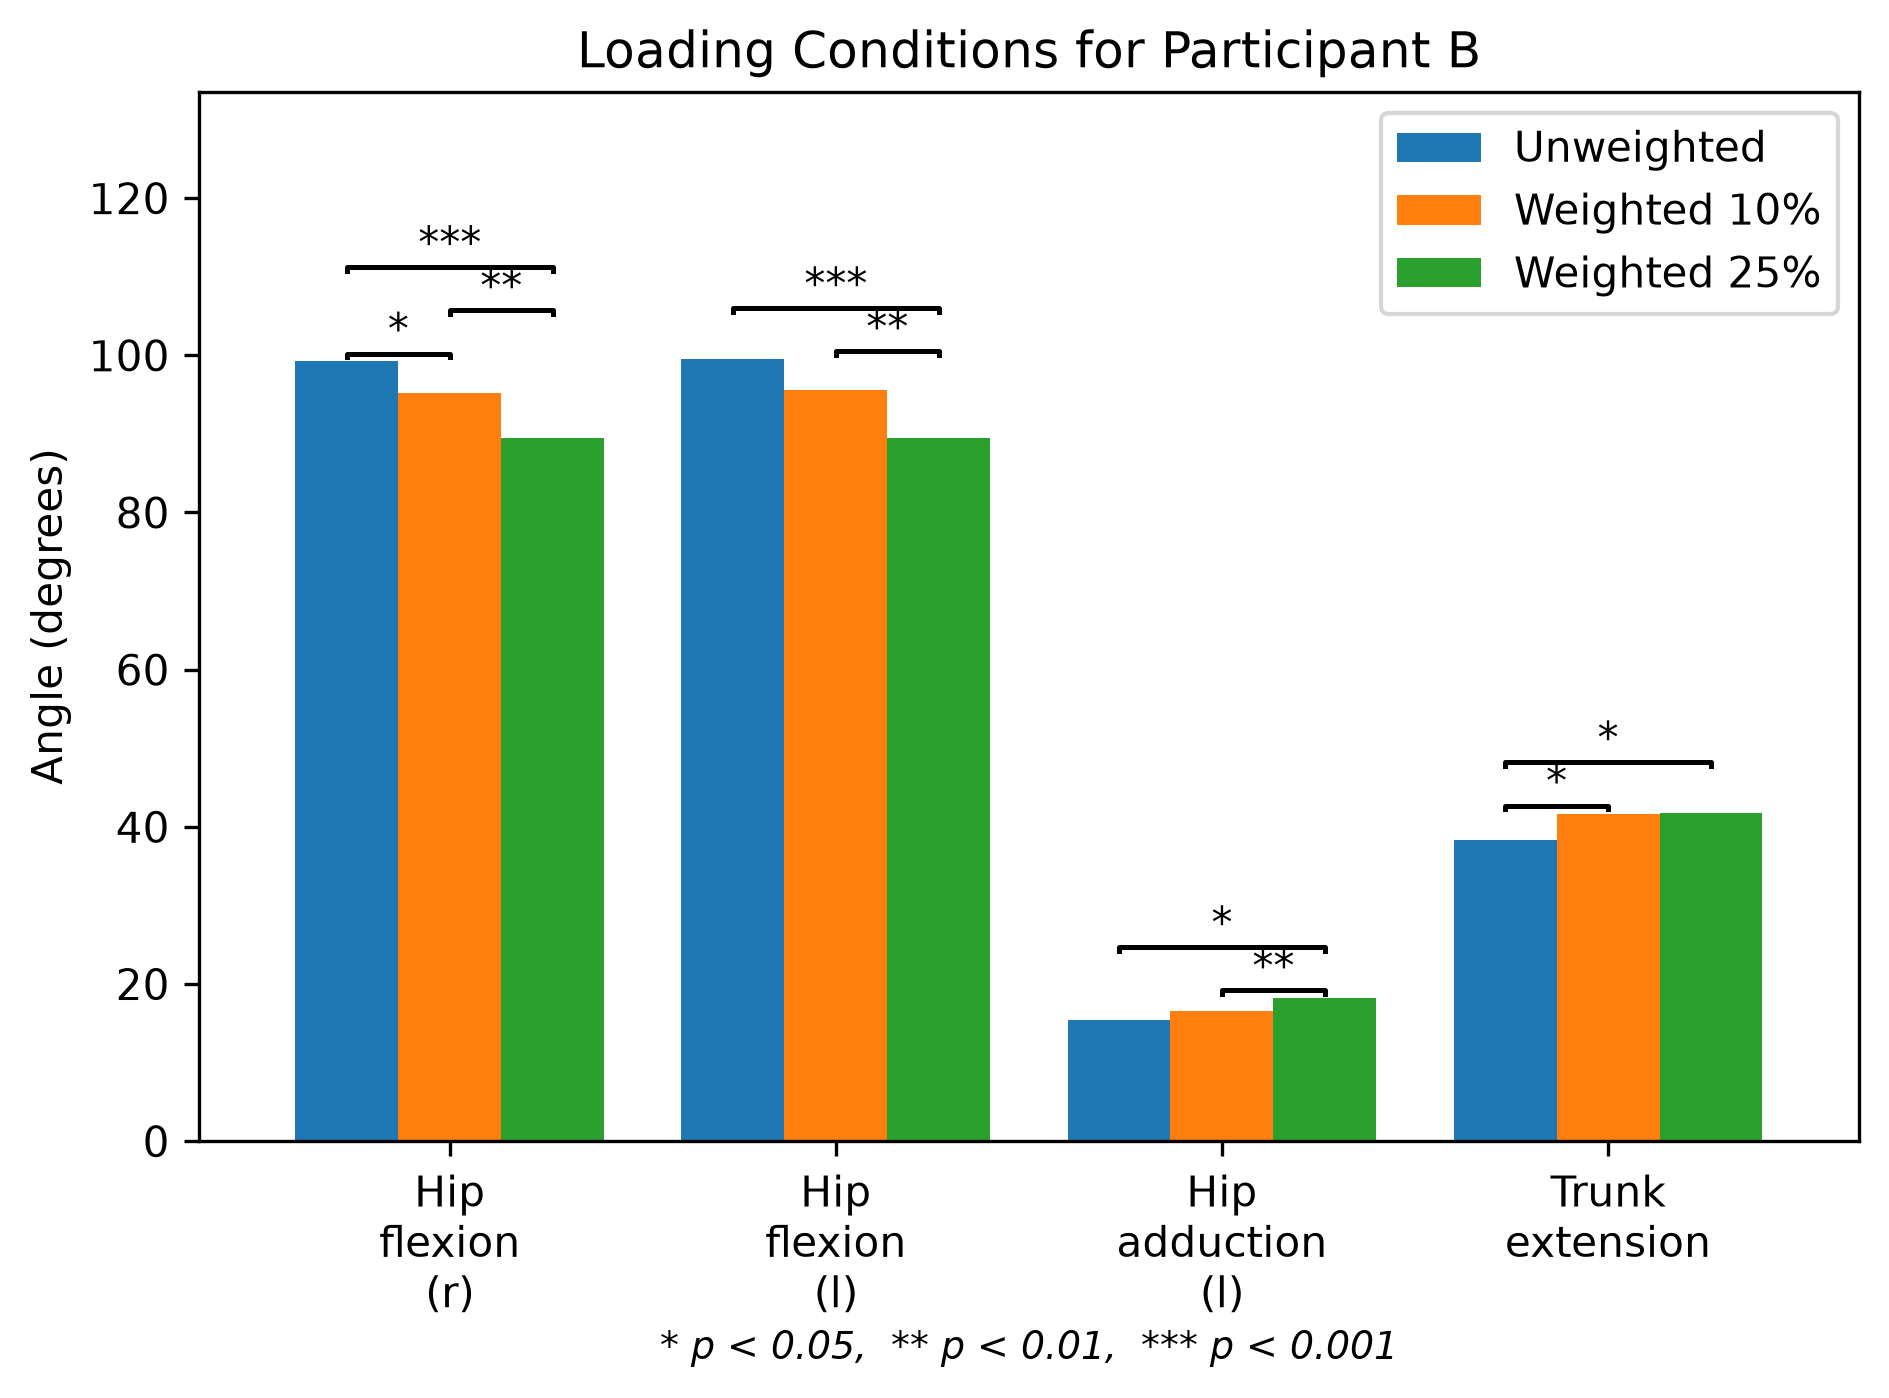 Loading Conditions for Participant B
Unweighted
Weighted 10%
Weighted 25%
Angle (degrees)
120
100
80
60
40
20
0
***
**
*
***
**
*
**
*
*
Hip
flexion
(r)
Hip
flexion
(l)
Hip
adduction
(l)
Trunk
extension
* p < 0.05, ** p < 0.01, *** p < 0.001